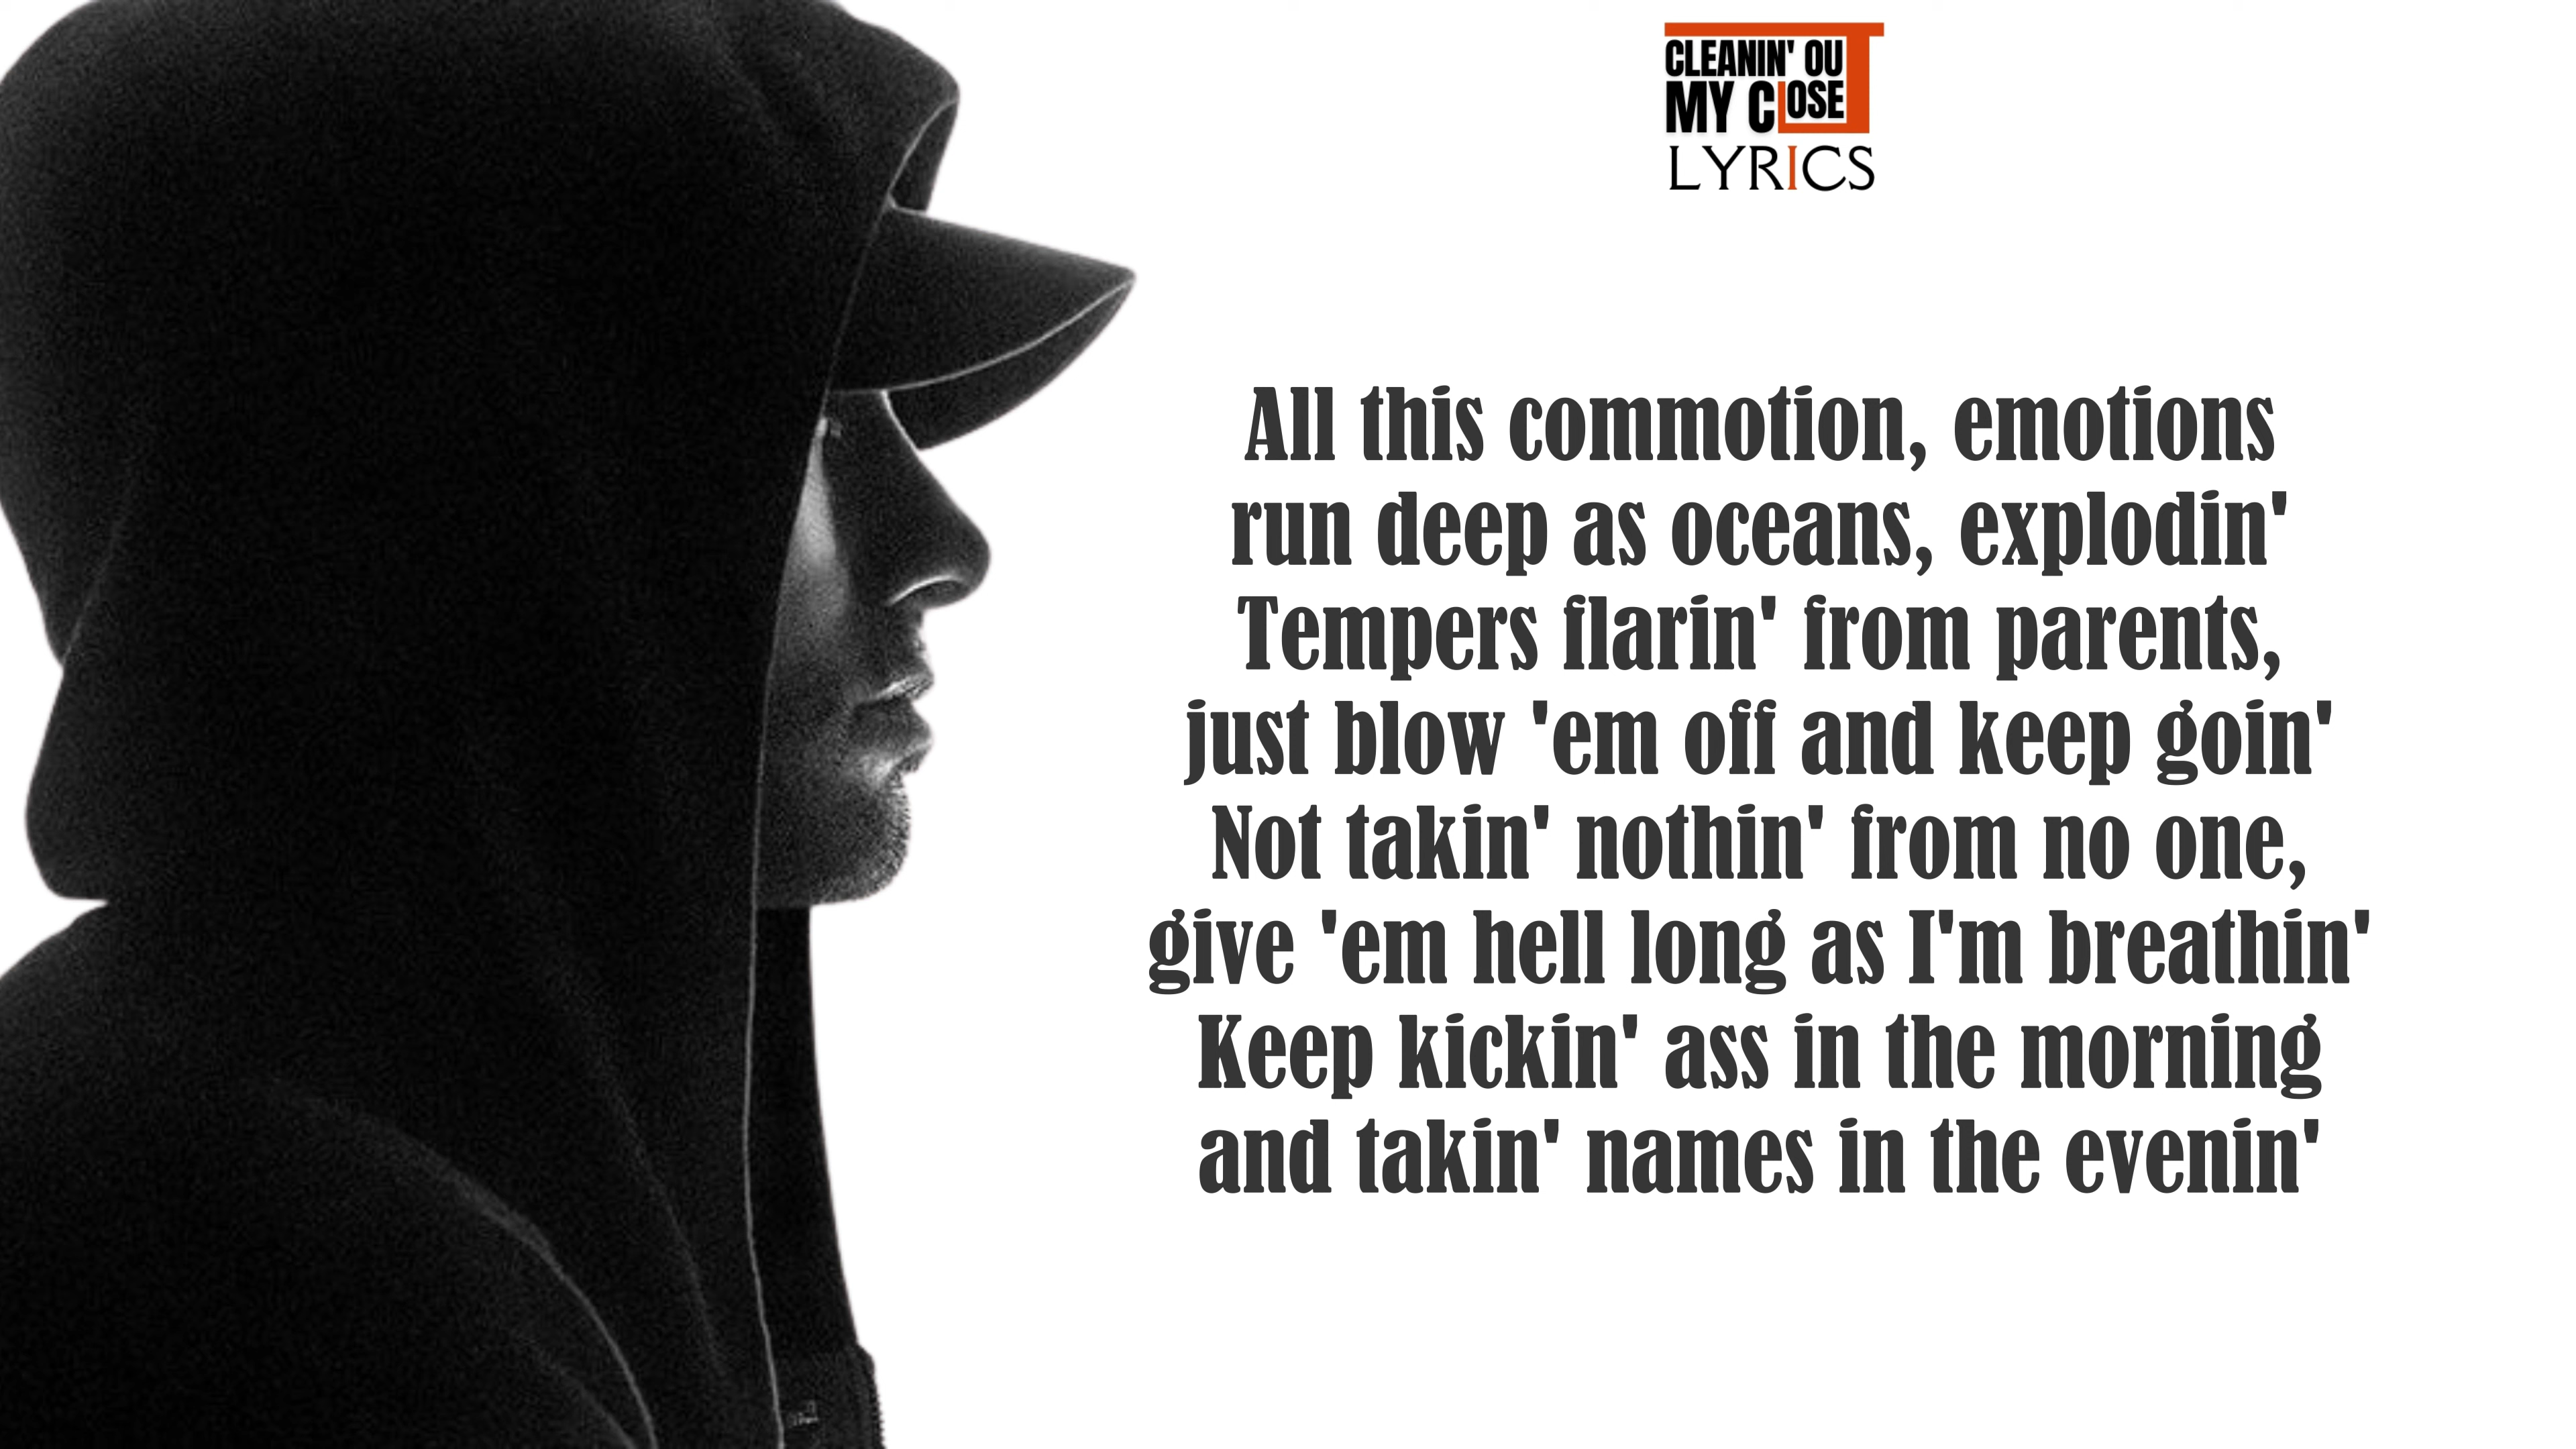 CLEANIN' OUT
MY CLOSET
LYRICS
All this commotion, emotions
run deep as oceans, explodin'
Tempers flarin' from parents,
just blow 'em off and keep goin'
Not takin' nothin' from no one,
give 'em hell long as I'm breathin'
Keep kickin' ass in the morning
and takin' names in the evenin'